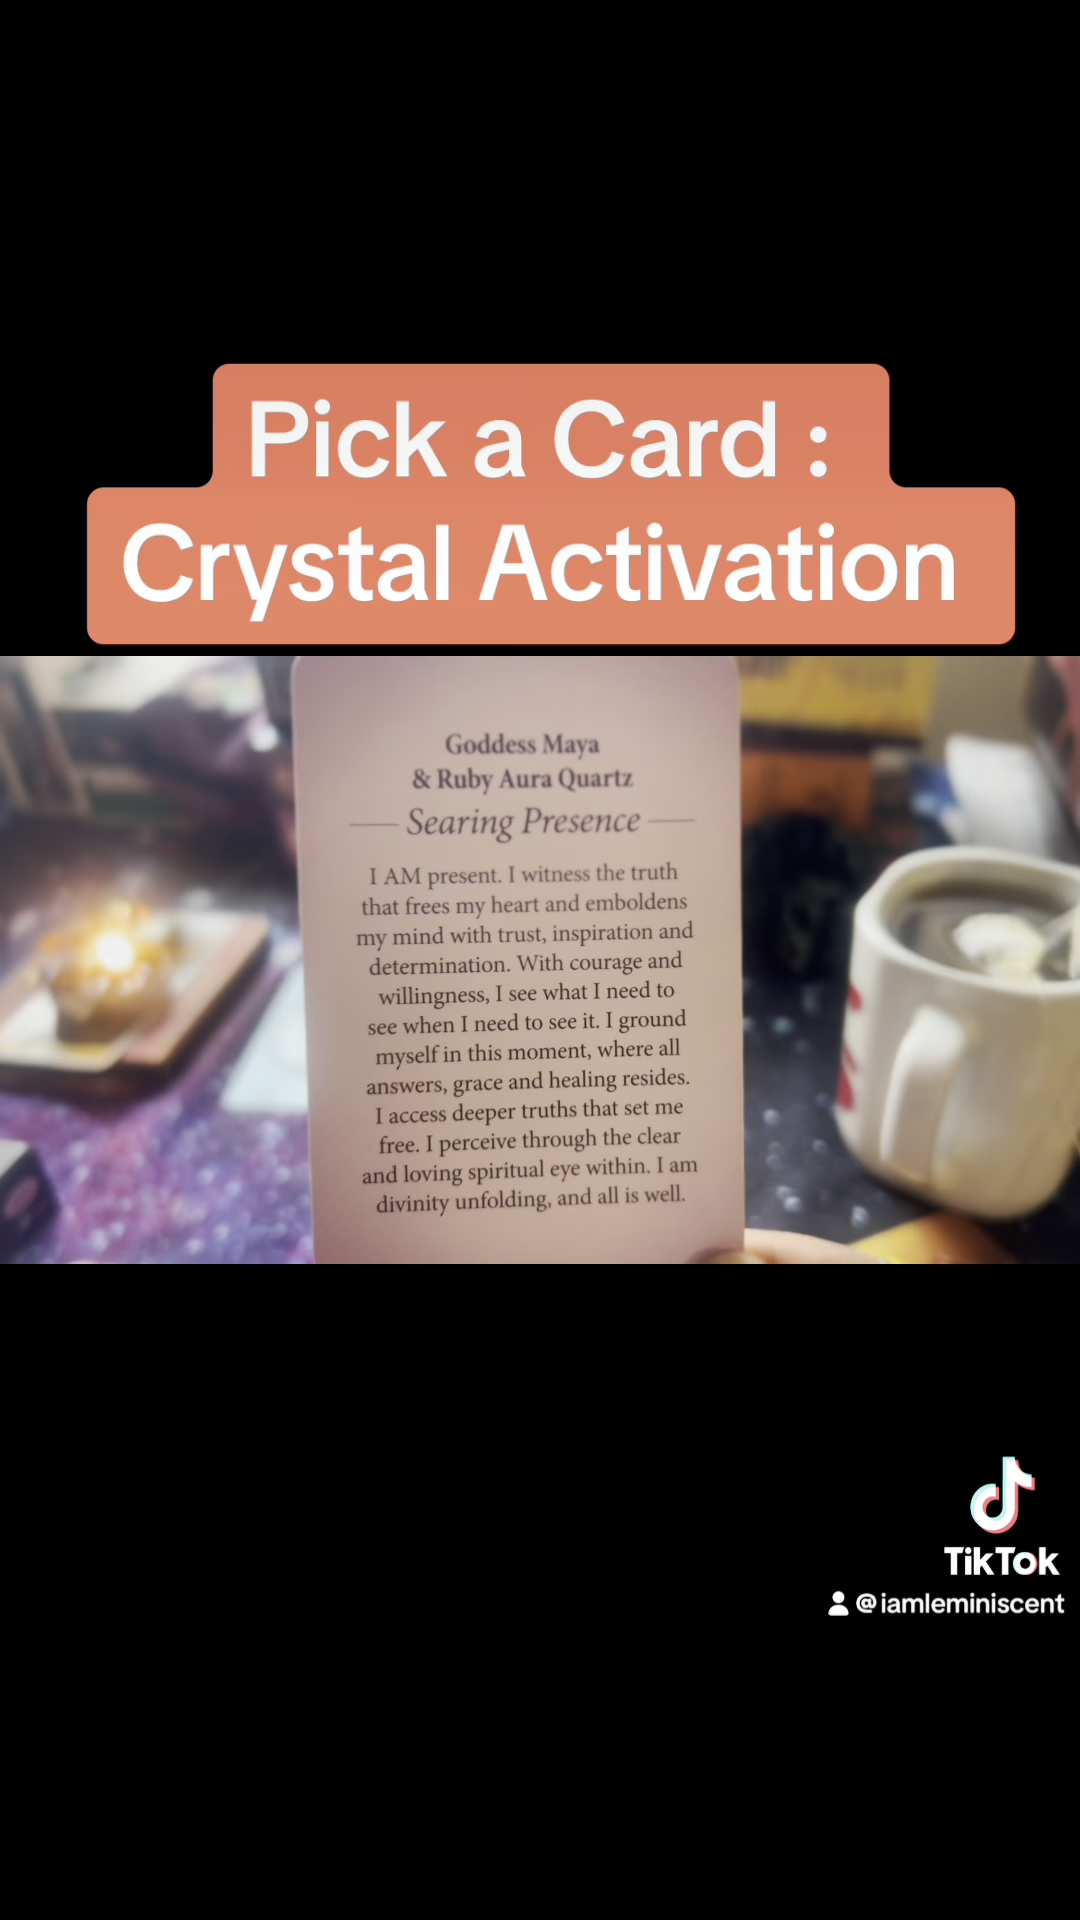 Pick a Card :
Crystal Activation
Goddess Maya
& Ruby Aura Quartz
Searing Presence
I AM present. I witness the truth
that frees my heart and emboldens
my mind with trust, inspiration and
determination. With courage and
willingness, I see what I need to
see when I need to see it. I ground
myself in this moment, where all
answers, grace and healing resides.
I access deeper truths that set me
free. I perceive through the clear
and loving spiritual eye within. I am
divinity unfolding, and all is well.
TikTok
@iamleminiscent